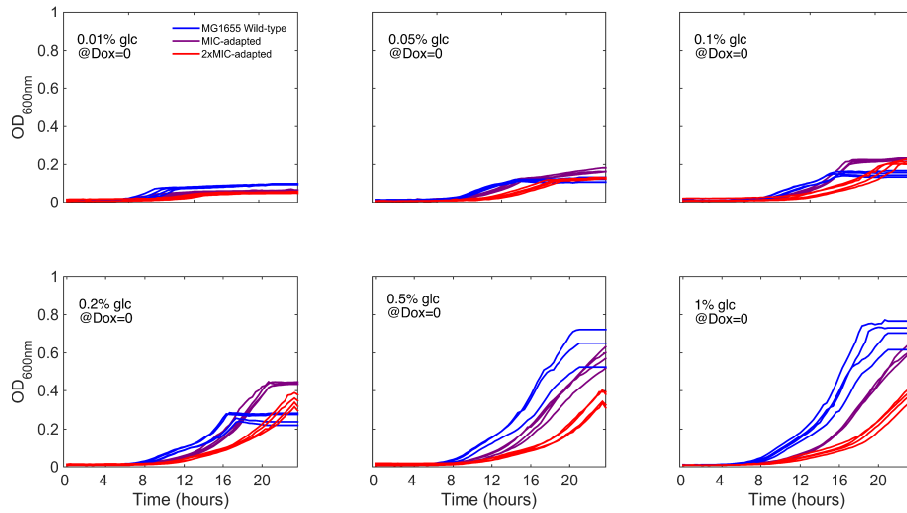 1
0.8
0.6
0.4
0.2
0
OD600nm
0.01% glc
@Dox=0
MG1655 Wild-type
MIC-adapted
2xMIC-adapted
0.05% glc
@Dox=0
0.1% glc
@Dox=0
1
0.8
0.6
0.4
0.2
0
OD600nm
0.2% glc
@Dox=0
0.5% glc
@Dox=0
1% glc
@Dox=0
0 4 8 12 16 20
0 4 8 12 16 20
0 4 8 12 16 20
Time (hours)
Time (hours)
Time (hours)